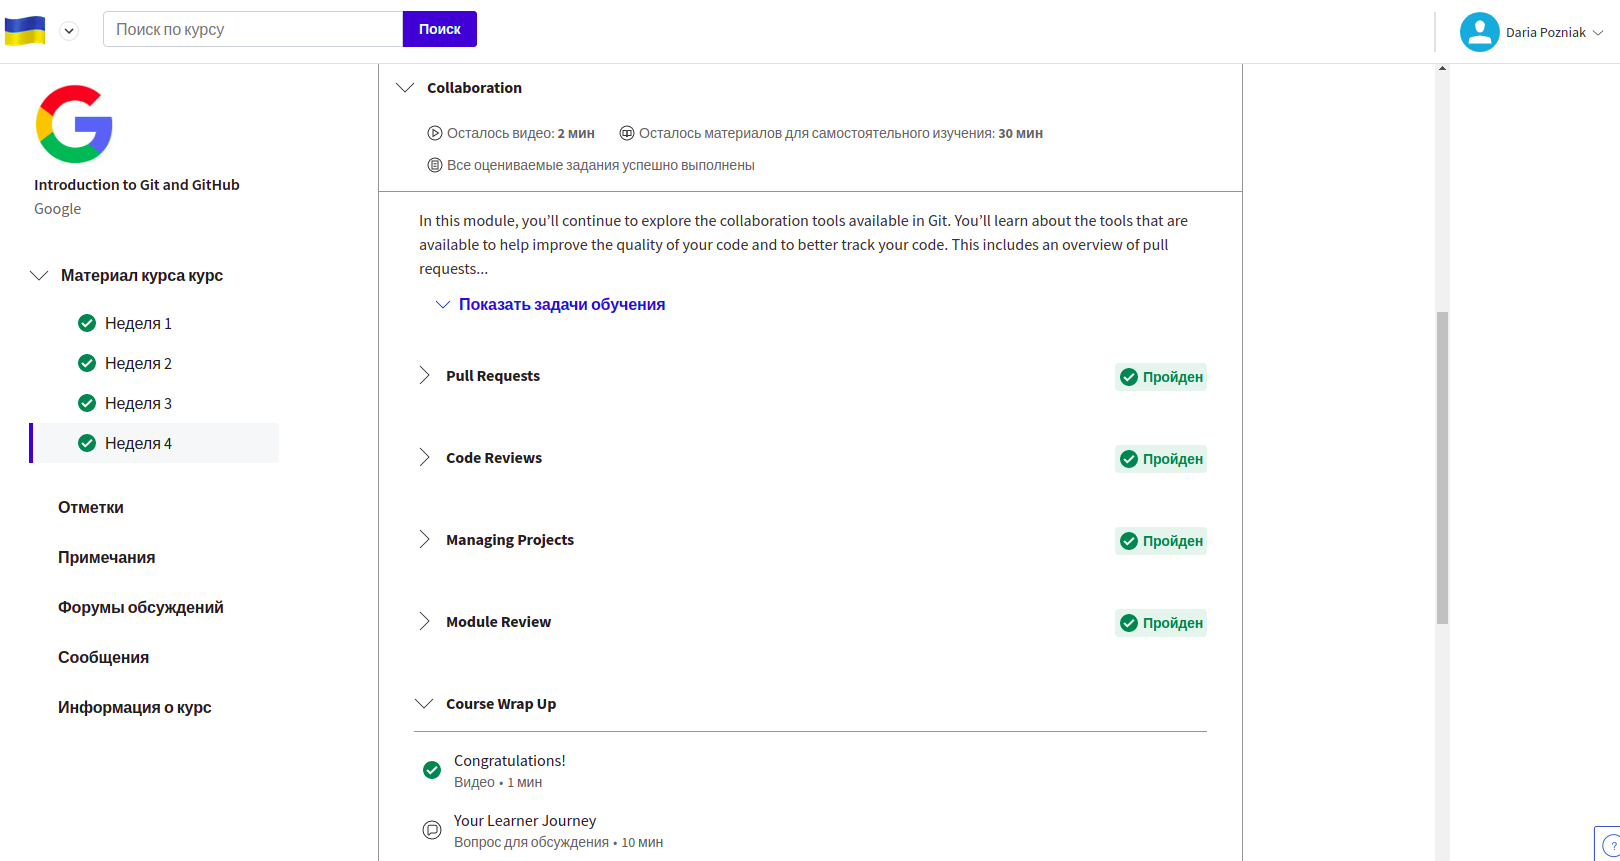 Поиск по курсу
Поиск
Daria Pozniak
Introduction to Git and GitHub
Google
Материал курса курс
Неделя 1
Неделя 2
Неделя 3
Неделя 4
Отметки
Примечания
Форумы обсуждений
Сообщения
Информация о курс
Collaboration
Осталось видео: 2 мин Осталось материалов для самостоятельного изучения: 30 мин
Все оцениваемые задания успешно выполнены
In this module, you’ll continue to explore the collaboration tools available in Git. You’ll learn about the tools that are
available to help improve the quality of your code and to better track your code. This includes an overview of pull
requests...
Показать задачи обучения
Pull Requests Пройден
Code Reviews Пройден
Managing Projects Пройден
Module Review Пройден
Course Wrap Up
Congratulations!
Видео • 1 мин
Your Learner Journey
Вопрос для обсуждения • 10 мин
?